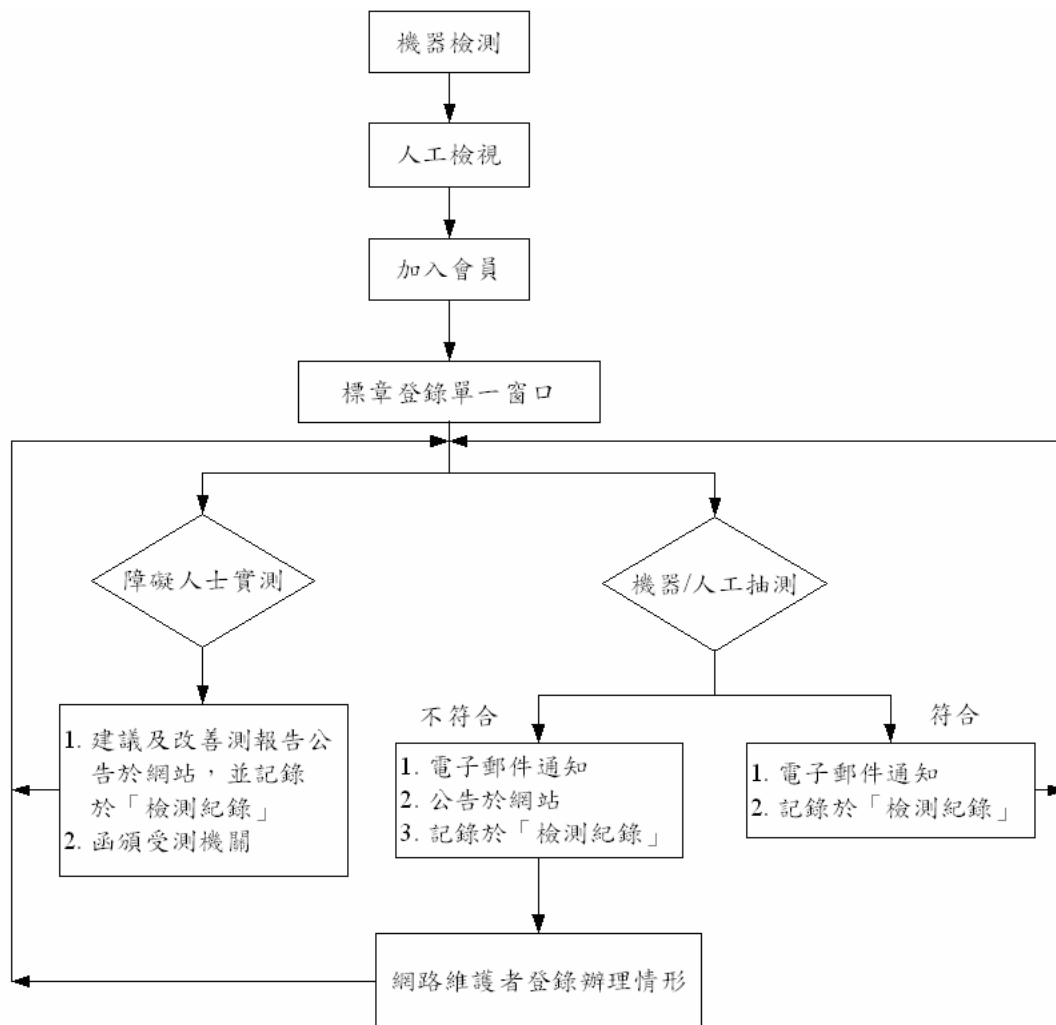 機器檢測
人工檢視
加入會員
標章登錄單一窗口
障礙人士實測
機器/人工抽測
不符合
符合
1. 建議及改善測報告公
告於網站，並記錄
於「檢測紀錄」
2. 函頒受測機關
1. 電子郵件通知
2. 公告於網站
3. 記錄於「檢測紀錄」
1. 電子郵件通知
2. 記錄於「檢測紀錄」
網路維護者登錄辦理情形